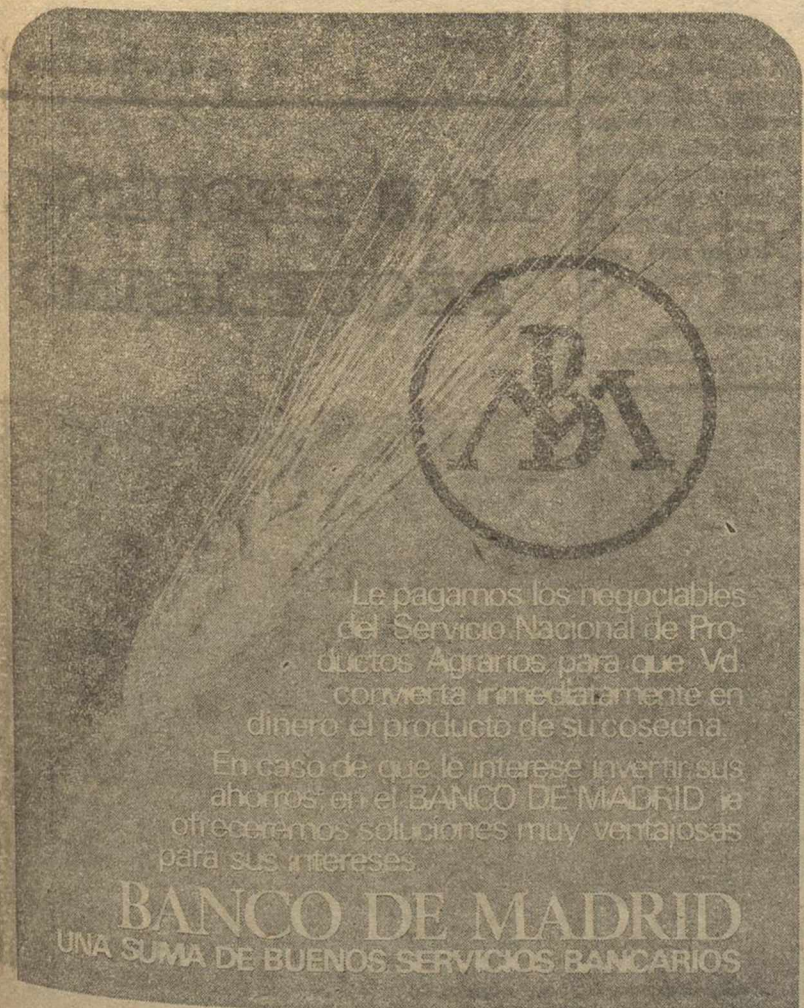 Le pagamos los negociables
del Servicio Nacional de Pro-
ductos Agrarios para que Vd.
convierta inmediatamente en
dinero el producto de su cosecha.
En caso de que le interese invertir sus
ahorros en el BANCO DE MADRID le
ofreceremos soluciones muy ventajosas
para sus intereses.
BANCO DE MADRID
UNA SUMA DE BUENOS SERVICIOS BANCARIOS